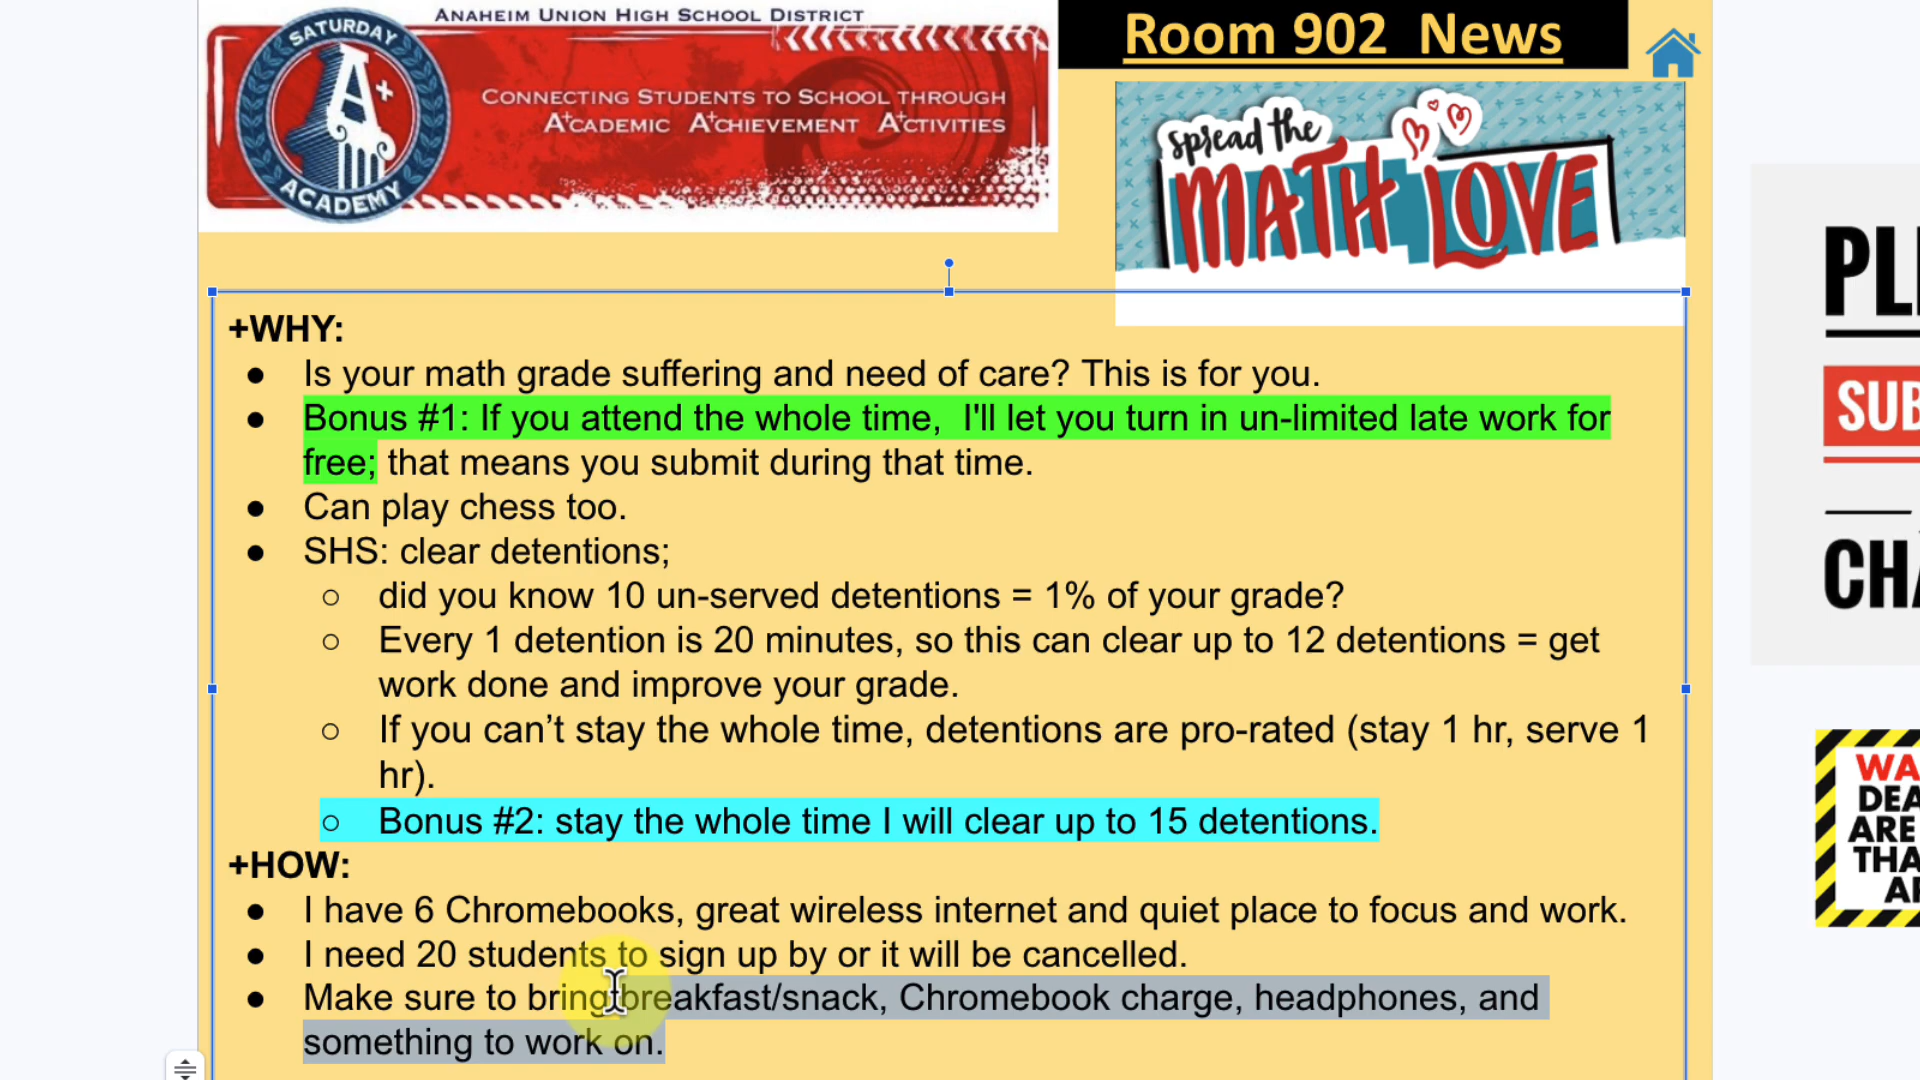 ANAHEIM UNION HIGH SCHOOL DISTRICT
SATURDAY
A+
ACADEMY
CONNECTING STUDENTS TO SCHOOL THROUGH
A+CADEMIC A+CHIEVEMENT A+CTIVITIES
Room 902 News
spread the
MATH LOVE
+WHY:
● Is your math grade suffering and need of care? This is for you.
● Bonus #1: If you attend the whole time, I'll let you turn in un-limited late work for
free; that means you submit during that time.
● Can play chess too.
● SHS: clear detentions;
○ did you know 10 un-served detentions = 1% of your grade?
○ Every 1 detention is 20 minutes, so this can clear up to 12 detentions = get
work done and improve your grade.
○ If you can’t stay the whole time, detentions are pro-rated (stay 1 hr, serve 1
hr).
○ Bonus #2: stay the whole time I will clear up to 15 detentions.
+HOW:
● I have 6 Chromebooks, great wireless internet and quiet place to focus and work.
● I need 20 students to sign up by or it will be cancelled.
● Make sure to bring breakfast/snack, Chromebook charge, headphones, and
something to work on.
SUB
WA
DEA
ARE
THA